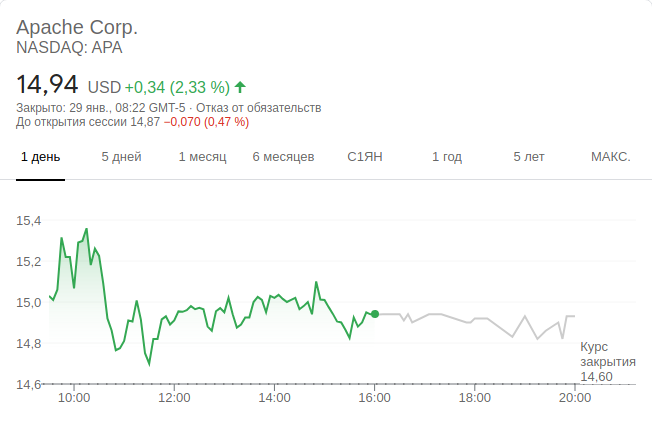 Apache Corp.
NASDAQ: APA
14,94 USD +0,34 (2,33 %)
Закрыто: 29 янв., 08:22 GMT-5 · Отказ от обязательств
До открытия сессии 14,87 −0,070 (0,47 %)
1 день 5 дней 1 месяц 6 месяцев С1ЯН 1 год 5 лет МАКС.
15,4
15,2
15,0
14,8
14,6
Курс
закрытия
14,60
10:00 12:00 14:00 16:00 18:00 20:00